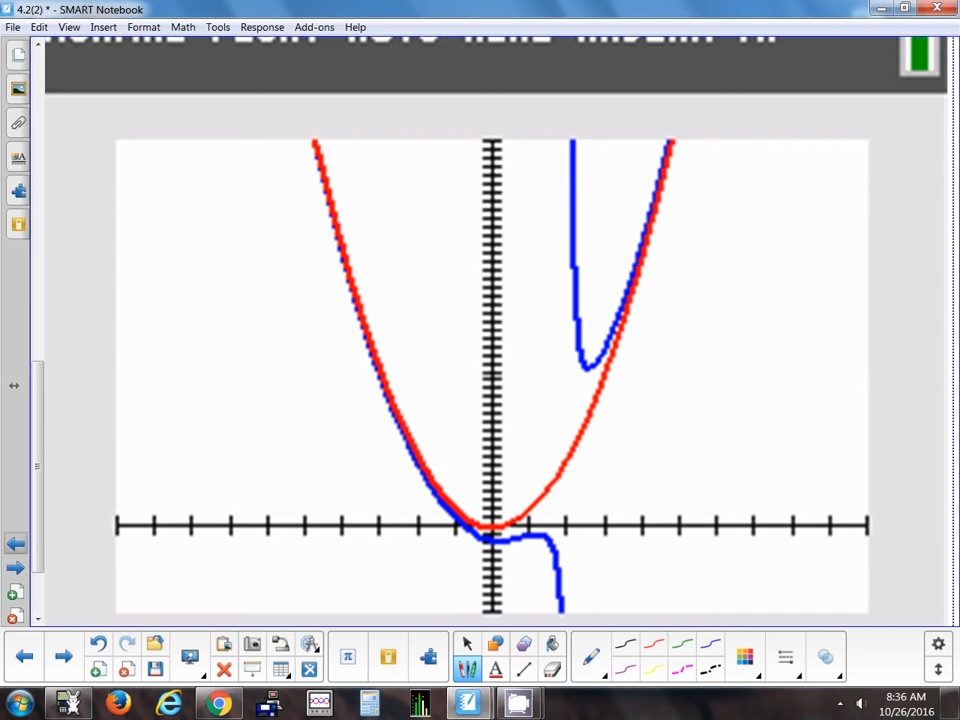 4.2(2) * - SMART Notebook
File Edit View Insert Format Math Tools Response Add-ons Help
8:36 AM
10/26/2016